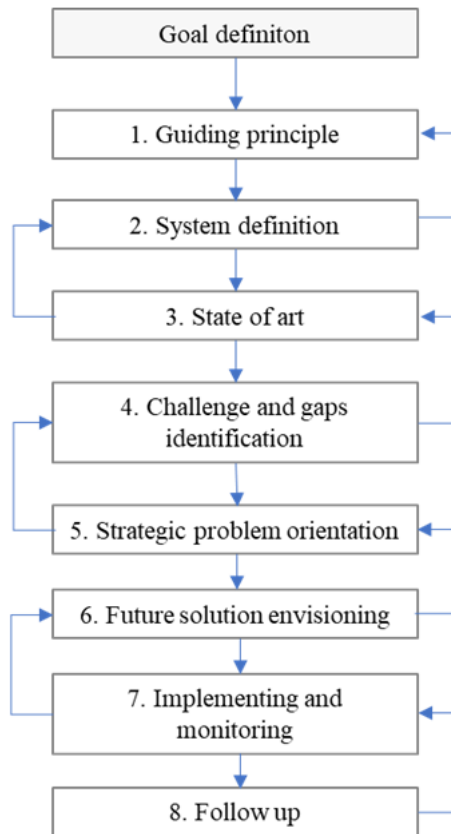 Goal definiton
1. Guiding principle
2. System definition
3. State of art
4. Challenge and gaps
identification
5. Strategic problem orientation
6. Future solution envisioning
7. Implementing and
monitoring
8. Follow up